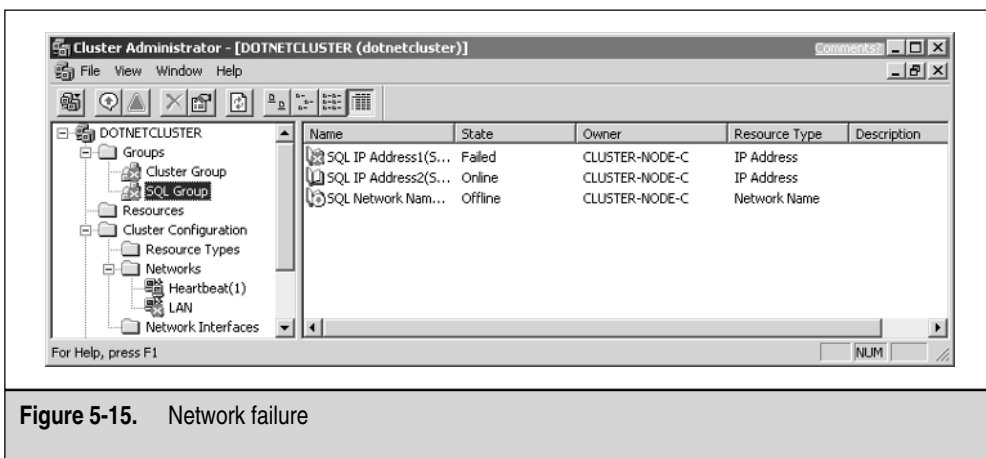 Cluster Administrator - [DOTNETCLUSTER (dotnetcluster)]
Comments?
File View Window Help
DOTNETCLUSTER
Groups
Cluster Group
SQL Group
Resources
Cluster Configuration
Resource Types
Networks
Heartbeat(1)
LAN
Network Interfaces
Name State Owner Resource Type Description
SQL IP Address1(S... Failed CLUSTER-NODE-C IP Address
SQL IP Address2(S... Online CLUSTER-NODE-C IP Address
SQL Network Nam... Offline CLUSTER-NODE-C Network Name
For Help, press F1
NUM
Figure 5-15. Network failure